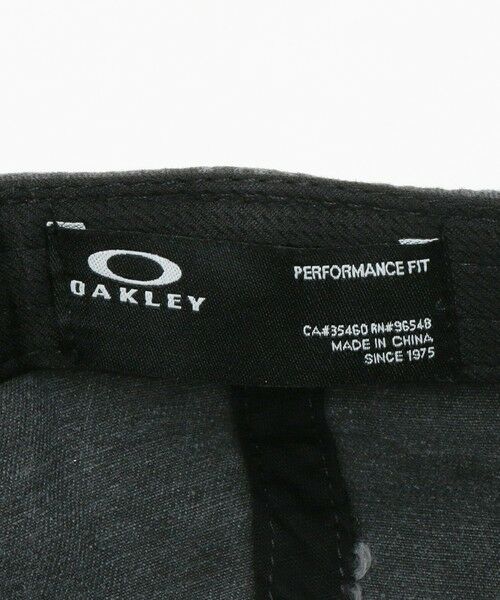 OAKLEY
PERFORMANCE FIT
CA#35460 RN#96548
MADE IN CHINA
SINCE 1975